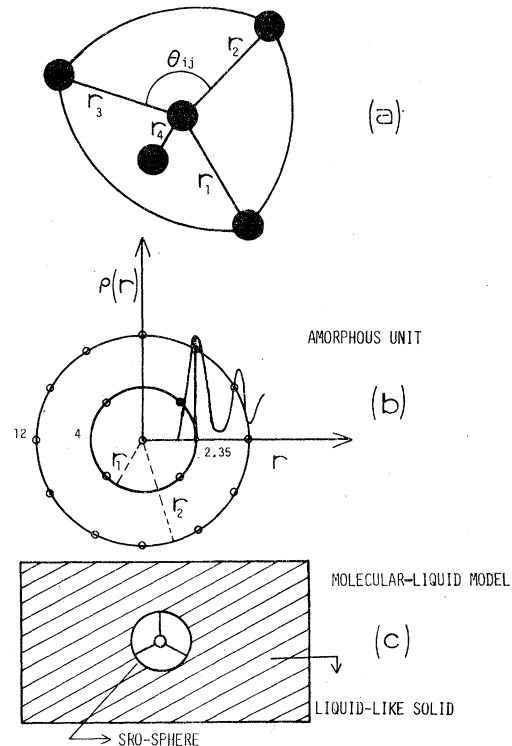 r₂
θij
r₃
r₄
(a)
r₁
ρ(r)
AMORPHOUS UNIT
(b)
12
4
2.35
r₁
r
r₂
MOLECULAR-LIQUID MODEL
(c)
LIQUID-LIKE SOLID
SRO-SPHERE